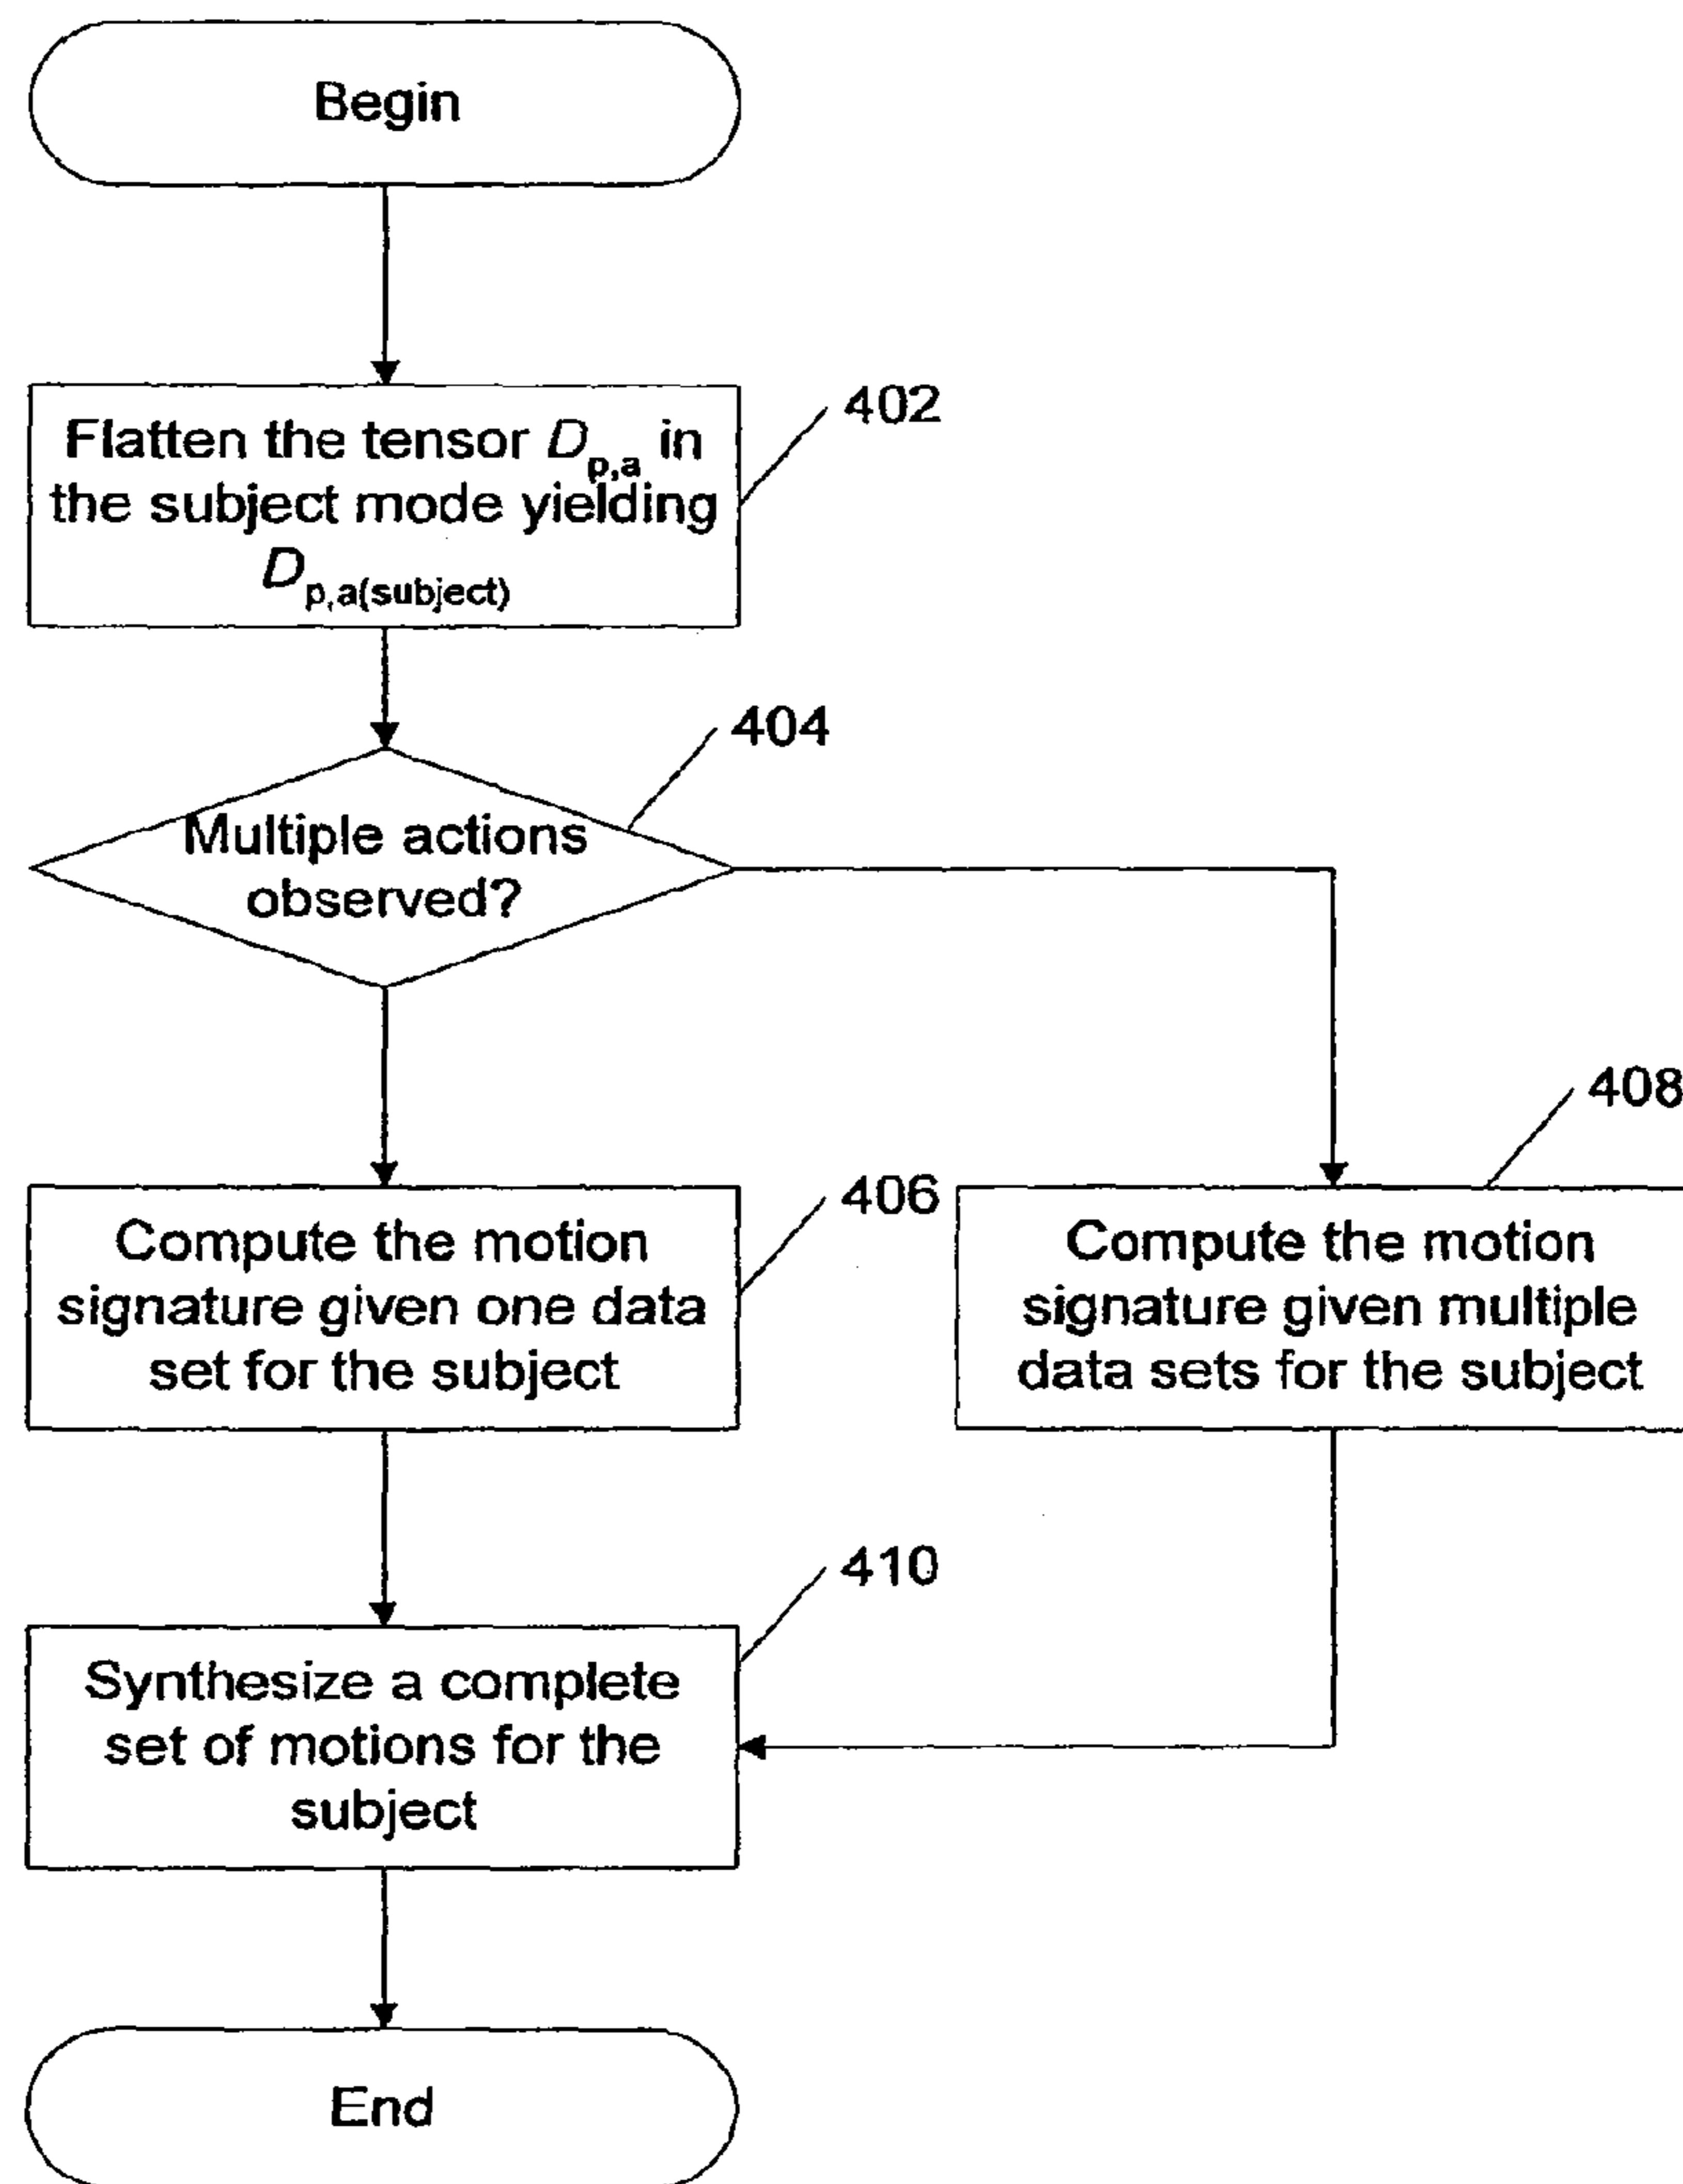 Begin
402
Flatten the tensor D_p,a in
the subject mode yielding
D_p,a(subject)
404
Multiple actions
observed?
406
Compute the motion
signature given one data
set for the subject
408
Compute the motion
signature given multiple
data sets for the subject
410
Synthesize a complete
set of motions for the
subject
End